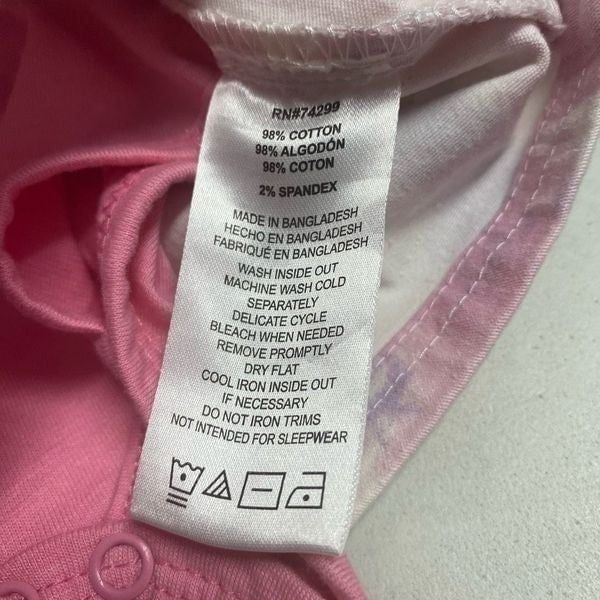 RN#74299
98% COTTON
98% ALGODÓN
98% COTON
2% SPANDEX
MADE IN BANGLADESH
HECHO EN BANGLADESH
FABRIQUÉ EN BANGLADESH
WASH INSIDE OUT
MACHINE WASH COLD
SEPARATELY
DELICATE CYCLE
BLEACH WHEN NEEDED
REMOVE PROMPTLY
DRY FLAT
COOL IRON INSIDE OUT
IF NECESSARY
DO NOT IRON TRIMS
NOT INTENDED FOR SLEEPWEAR